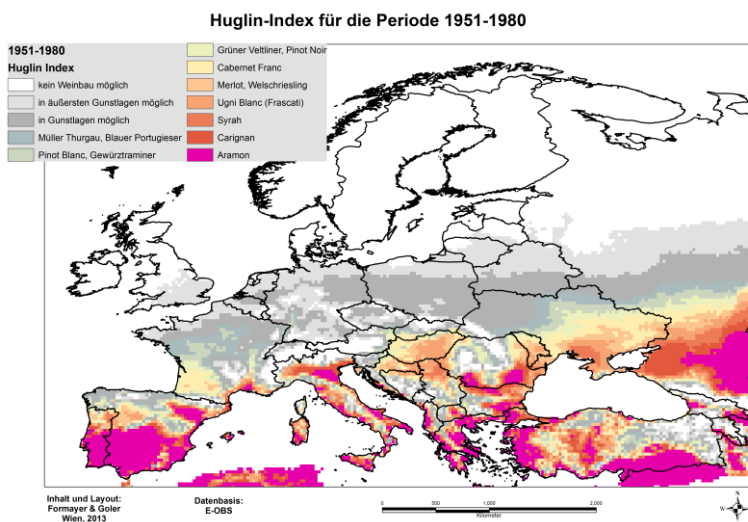 Huglin-Index für die Periode 1951-1980
1951-1980
Huglin Index
kein Weinbau möglich
in äußersten Gunstlagen möglich
in Gunstlagen möglich
Müller Thurgau, Blauer Portugieser
Pinot Blanc, Gewürztraminer
Grüner Veltliner, Pinot Noir
Cabernet Franc
Merlot, Welschriesling
Ugni Blanc (Frascati)
Syrah
Carignan
Aramon
Inhalt und Layout:
Formayer & Goler
Wien, 2013
Datenbasis:
E-OBS
0 500 1.000 2.000
Kilometer
N